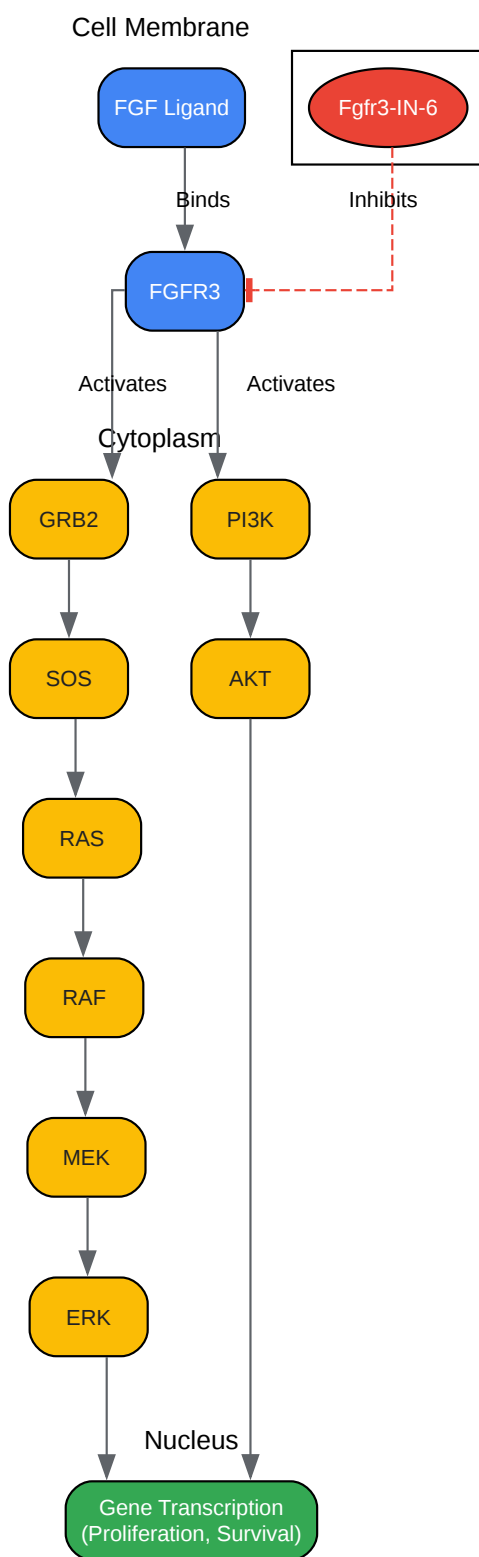 Cell Membrane
FGF Ligand
Fgfr3-IN-6
Binds
Inhibits
FGFR3
Activates
Activates
Cytoplasm
GRB2
PI3K
SOS
AKT
RAS
RAF
MEK
ERK
Nucleus
Gene Transcription
(Proliferation, Survival)